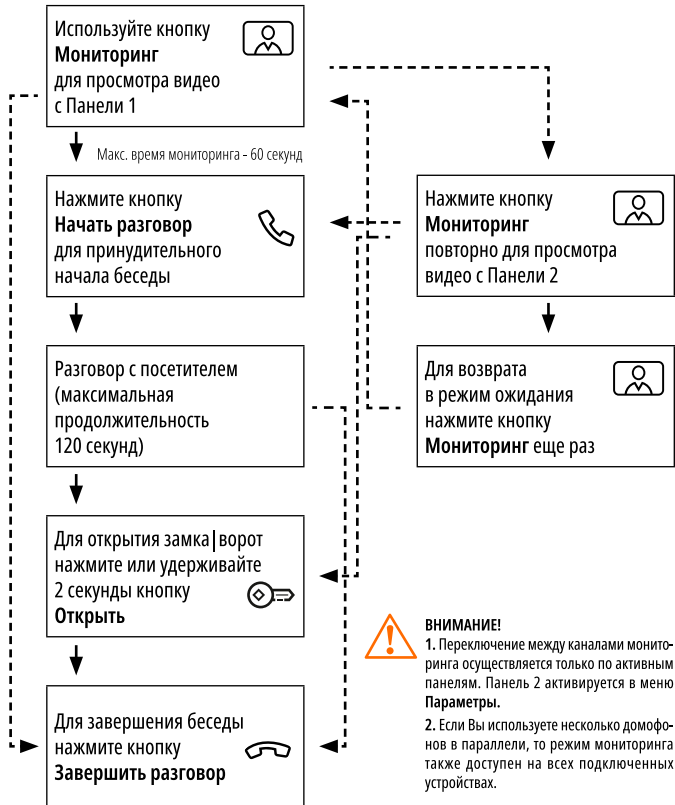 Используйте кнопку
Мониторинг
для просмотра видео
с Панели 1
Макс. время мониторинга - 60 секунд
Нажмите кнопку
Начать разговор
для принудительного
начала беседы
Разговор с посетителем
(максимальная
продолжительность
120 секунд)
Для открытия замка|ворот
нажмите или удерживайте
2 секунды кнопку
Открыть
Для завершения беседы
нажмите кнопку
Завершить разговор
Нажмите кнопку
Мониторинг
повторно для просмотра
видео с Панели 2
Для возврата
в режим ожидания
нажмите кнопку
Мониторинг еще раз
ВНИМАНИЕ!
1. Переключение между каналами монито-
ринга осуществляется только по активным
панелям. Панель 2 активируется в меню
Параметры.
2. Если Вы используете несколько домофо-
нов в параллели, то режим мониторинга
также доступен на всех подключенных
устройствах.